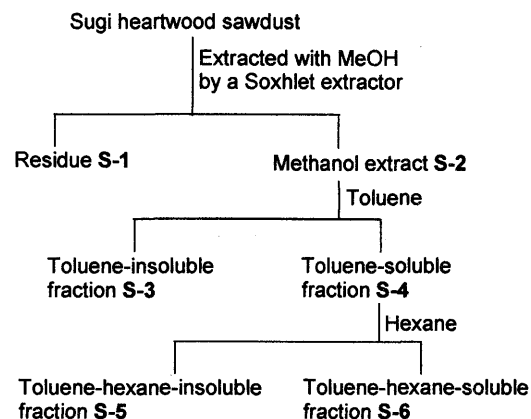 Sugi heartwood sawdust
Extracted with MeOH
by a Soxhlet extractor
Residue S-1
Methanol extract S-2
Toluene
Toluene-insoluble
fraction S-3
Toluene-soluble
fraction S-4
Hexane
Toluene-hexane-insoluble
fraction S-5
Toluene-hexane-soluble
fraction S-6